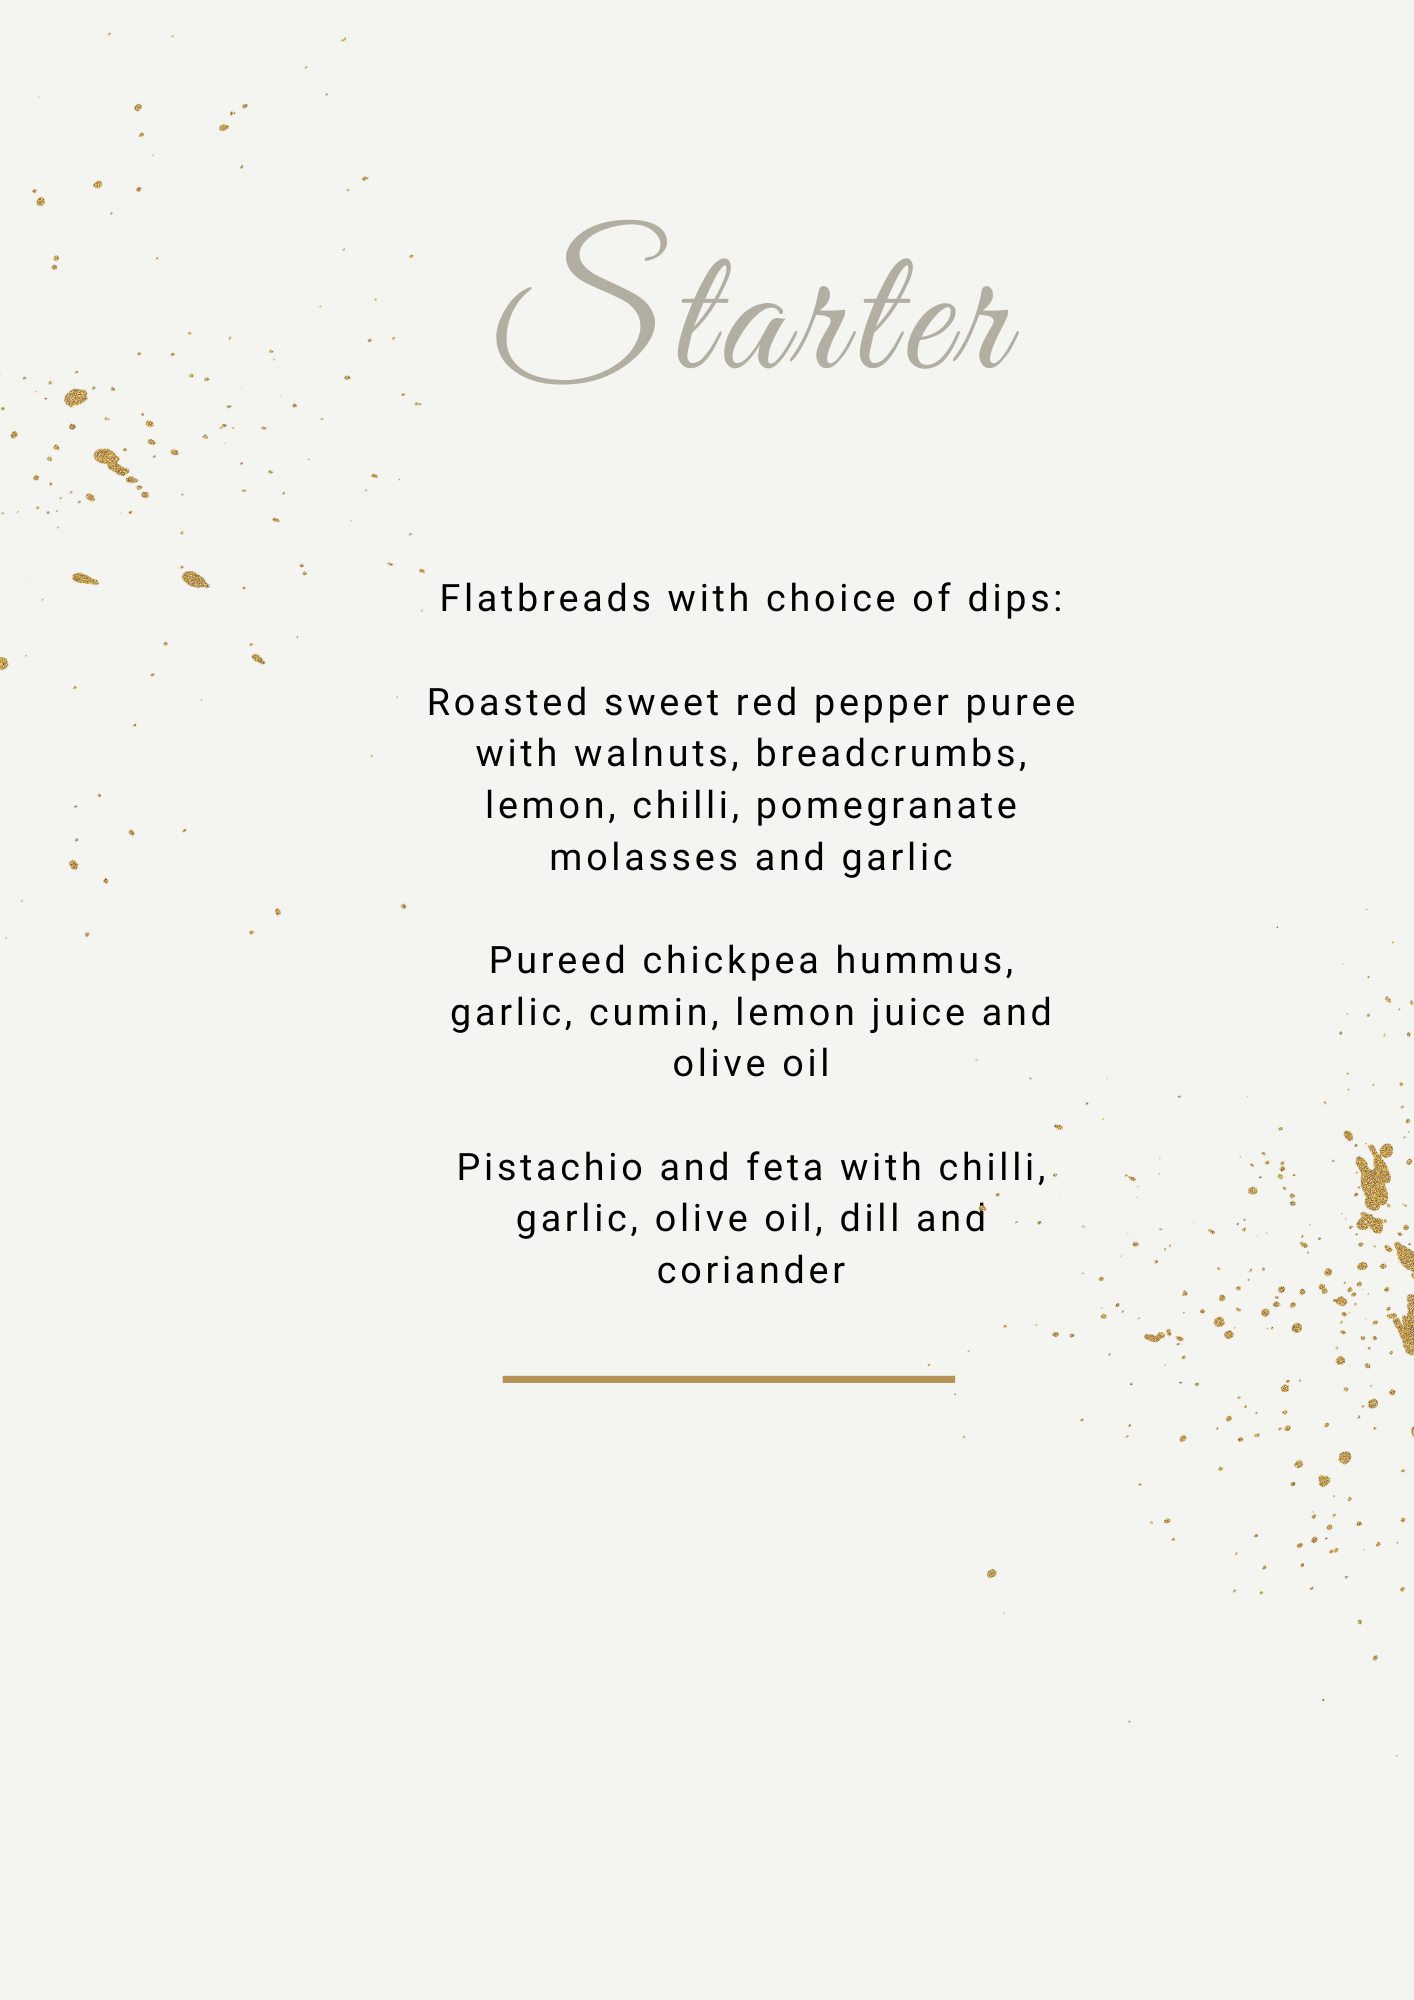 Starter
Flatbreads with choice of dips:
Roasted sweet red pepper puree
with walnuts, breadcrumbs,
lemon, chilli, pomegranate
molasses and garlic
Pureed chickpea hummus,
garlic, cumin, lemon juice and
olive oil
Pistachio and feta with chilli,
garlic, olive oil, dill and
coriander